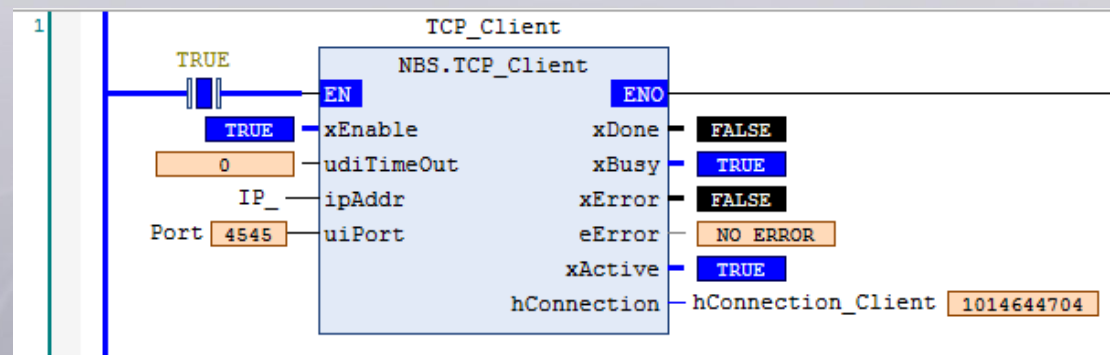 1
TCP_Client
TRUE
NBS.TCP_Client
EN ENO
TRUE xEnable xDone FALSE
0 udiTimeOut xBusy TRUE
IP_ ipAddr xError FALSE
Port 4545 uiPort eError NO ERROR
xActive TRUE
hConnection hConnection_Client 1014644704